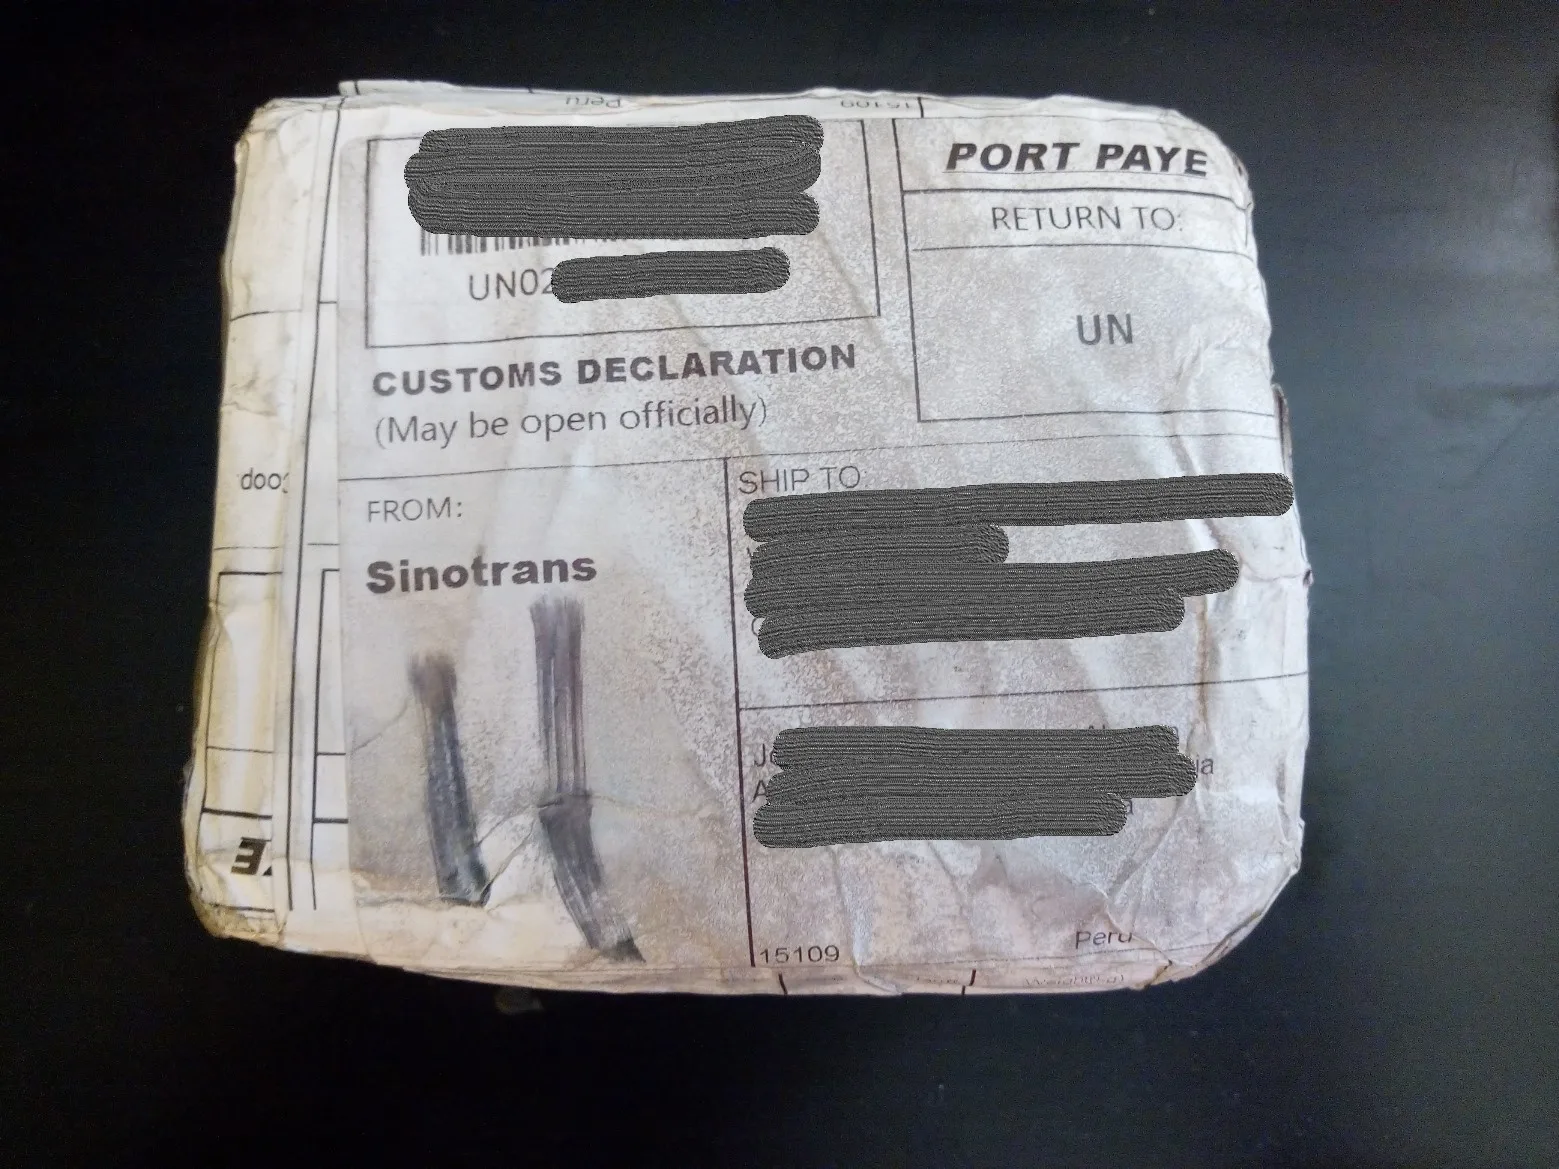 Peru
15109
PORT PAYE
RETURN TO:
UN02
UN
CUSTOMS DECLARATION
(May be open officially)
SHIP TO
FROM:
Sinotrans
15109
Peru